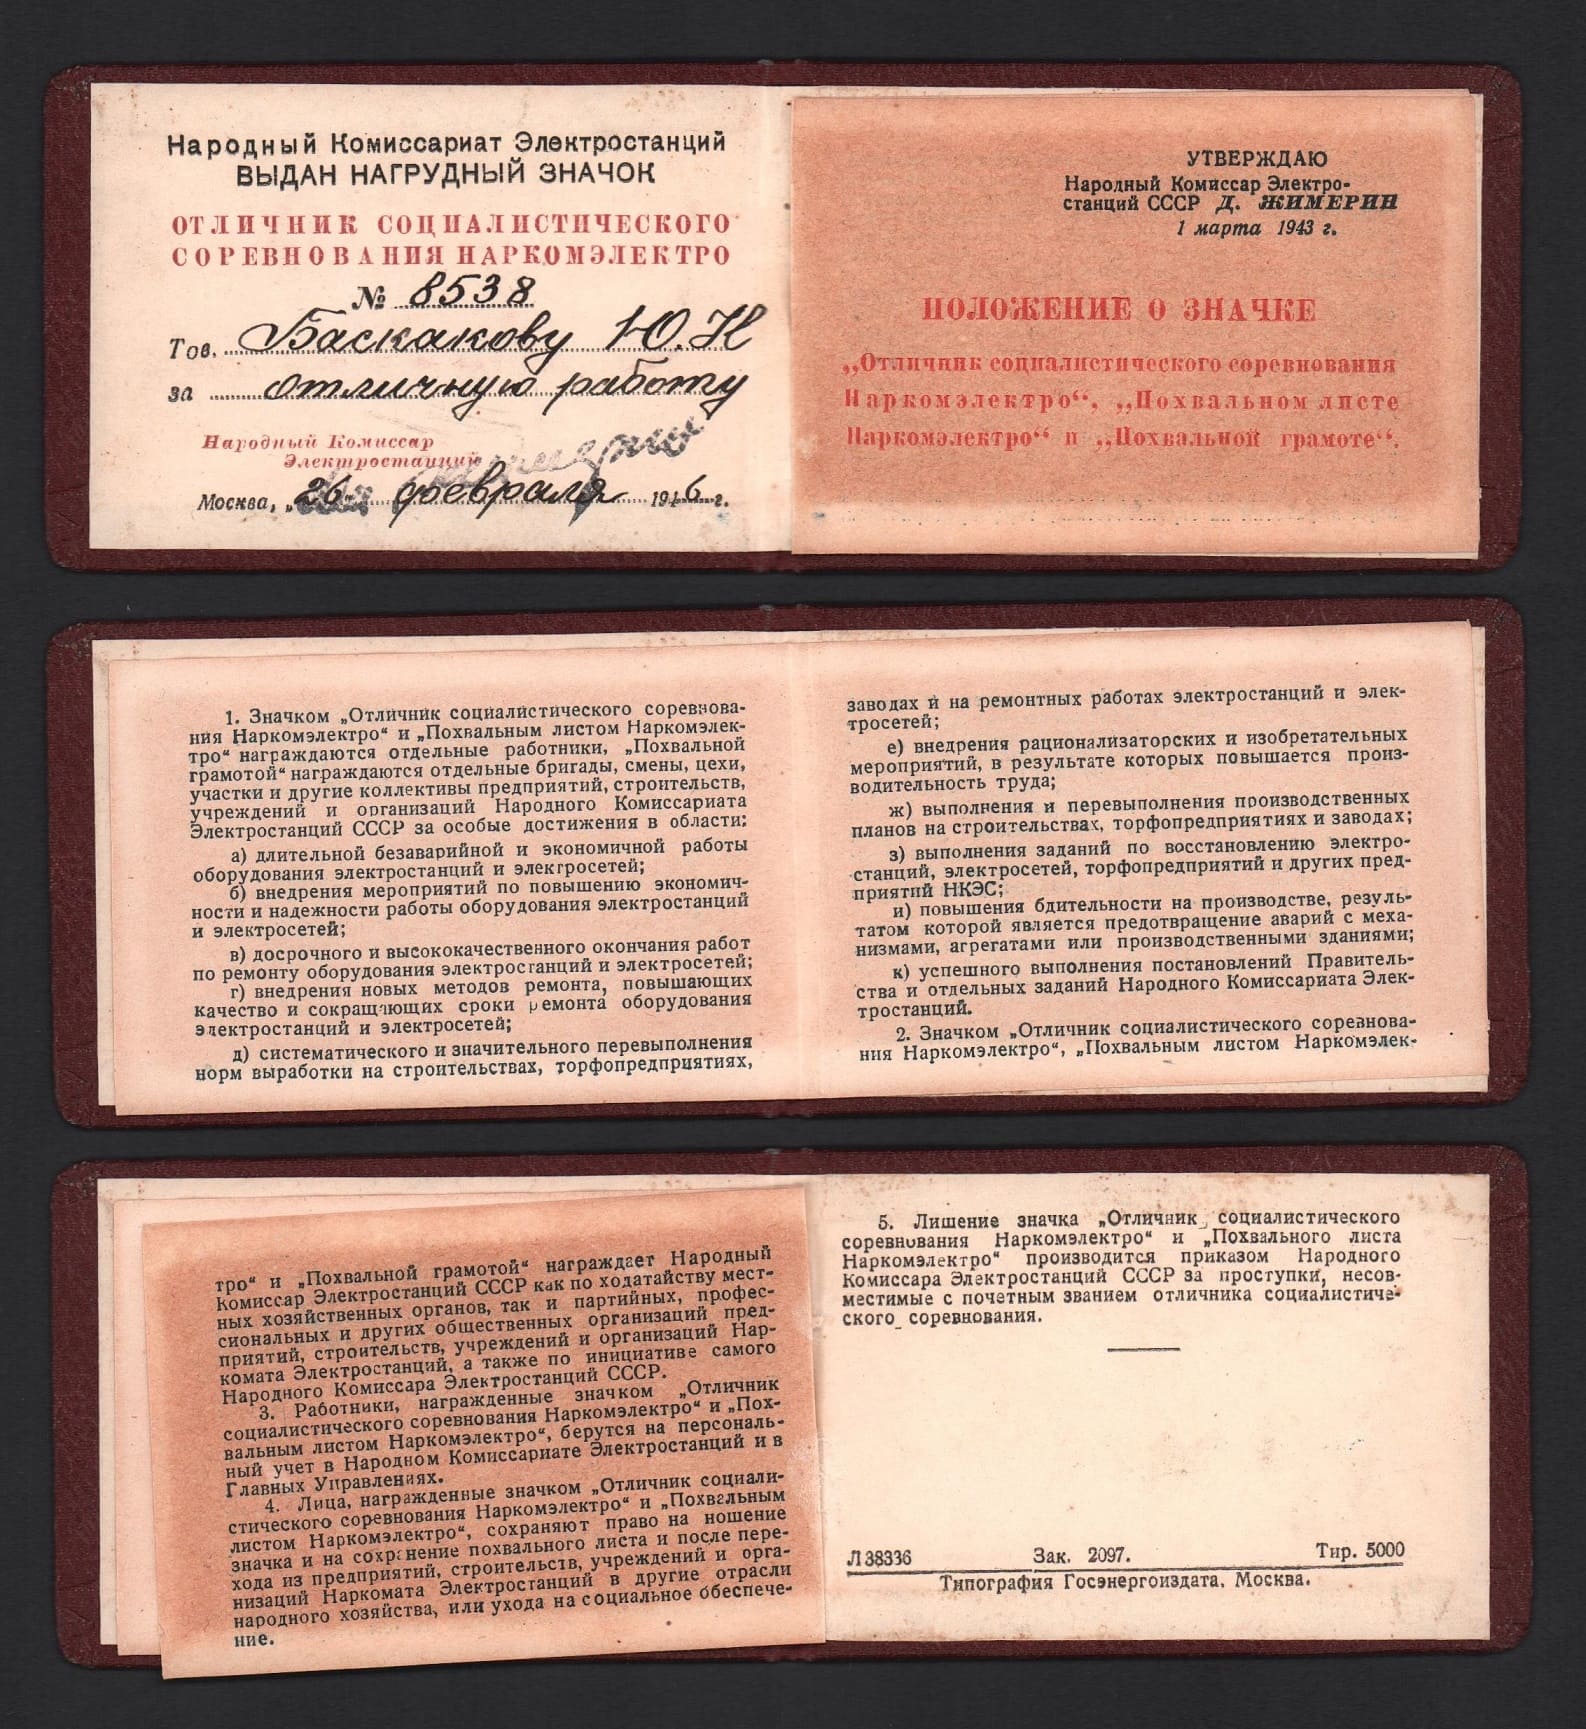 Народный Комиссариат Электростанций
ВЫДАН НАГРУДНЫЙ ЗНАЧОК
ОТЛИЧНИК СОЦИАЛИСТИЧЕСКОГО
СОРЕВНОВАНИЯ НАРКОМЭЛЕКТРО
№ 8538
Тов. Баскакову Ю.Н
за отличную работу
Народный Комиссар
Электростанций
Москва, „26 февраля 1946 г.
УТВЕРЖДАЮ
Народный Комиссар Электро-
станций СССР Д. ЖИМЕРИН
1 марта 1943 г.
ПОЛОЖЕНИЕ О ЗНАЧКЕ
„Отличник социалистического соревнования
Наркомэлектро“, „Похвальном листе
Наркомэлектро“ и „Похвальной грамоте“.
1. Значком „Отличник социалистического соревнова-
ния Наркомэлектро“ и „Похвальным листом Наркомэлек-
тро“ награждаются отдельные работники, „Похвальной
грамотой“ награждаются отдельные бригады, смены, цехи,
участки и другие коллективы предприятий, строительств,
учреждений и организаций Народного Комиссариата
Электростанций СССР за особые достижения в области:
а) длительной безаварийной и экономичной работы
оборудования электростанций и электросетей;
б) внедрения мероприятий по повышению экономич-
ности и надежности работы оборудования электростанций
и электросетей;
в) досрочного и высококачественного окончания работ
по ремонту оборудования электростанций и электросетей;
г) внедрения новых методов ремонта, повышающих
качество и сокращающих сроки ремонта оборудования
электростанций и электросетей;
д) систематического и значительного перевыполнения
норм выработки на строительствах, торфопредприятиях,
заводах и на ремонтных работах электростанций и элек-
тросетей;
е) внедрения рационализаторских и изобретательных
мероприятий, в результате которых повышается произ-
водительность труда;
ж) выполнения и перевыполнения производственных
планов на строительствах, торфопредприятиях и заводах;
з) выполнения заданий по восстановлению электро-
станций, электросетей, торфопредприятий и других пред-
приятий НКЭС;
и) повышения бдительности на производстве, резуль-
татом которой является предотвращение аварий с меха-
низмами, агрегатами или производственными зданиями;
к) успешного выполнения постановлений Правитель-
ства и отдельных заданий Народного Комиссариата Элек-
тростанций.
2. Значком „Отличник социалистического соревнова-
ния Наркомэлектро“, „Похвальным листом Наркомэлек-
тро“ и „Похвальной грамотой“ награждает Народный
Комиссар Электростанций СССР как по ходатайству мест-
ных хозяйственных органов, так и партийных, профес-
сиональных и других общественных организаций пред-
приятий, строительств, учреждений и организаций Нар-
комата Электростанций, а также по инициативе самого
Народного Комиссара Электростанций СССР.
3. Работники, награжденные значком „Отличник
социалистического соревнования Наркомэлектро“ и „Пох-
вальным листом Наркомэлектро“, берутся на персональ-
ный учет в Народном Комиссариате Электростанций и в
Главных Управлениях.
4. Лица, награжденные значком „Отличник социали-
стического соревнования Наркомэлектро“ и „Похвальным
листом Наркомэлектро“, сохраняют право на ношение
значка и на сохранение похвального листа и после пере-
хода из предприятий, строительств, учреждений и орга-
низаций Наркомата Электростанций в другие отрасли
народного хозяйства, или ухода на социальное обеспече-
ние.
5. Лишение значка „Отличник социалистического
соревнования Наркомэлектро“ и „Похвального листа
Наркомэлектро“ производится приказом Народного
Комиссара Электростанций СССР за проступки, несов-
местимые с почетным званием отличника социалистиче-
ского соревнования.
Л38336 Зак. 2097. Тир. 5000
Типография Госэнергоиздата. Москва.